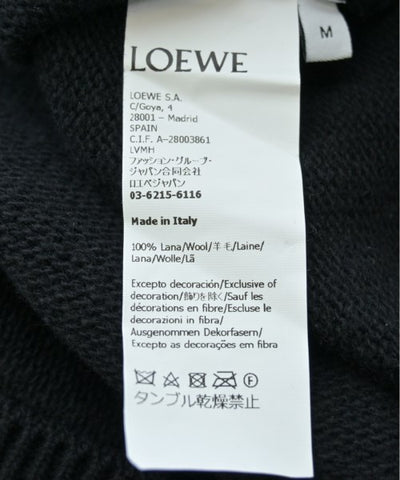 M
LOEWE
LOEWE S.A.
C/Goya, 4
28001 - Madrid
SPAIN
C.I.F. A-28003861
LVMH
ファッション・グループ・
ジャパン合同会社
ロエベジャパン
03-6215-6116
Made in Italy
100% Lana/Wool/羊毛/Laine/
Lana/Wolle/Lã
Excepto decoración/Exclusive of
decoration/飾りを除く/Sauf les
décorations en fibre/Escluse le
decorazioni in fibra/
Ausgenommen Dekorfasern/
Excepto as decorações em fibra
F
タンブル乾燥禁止